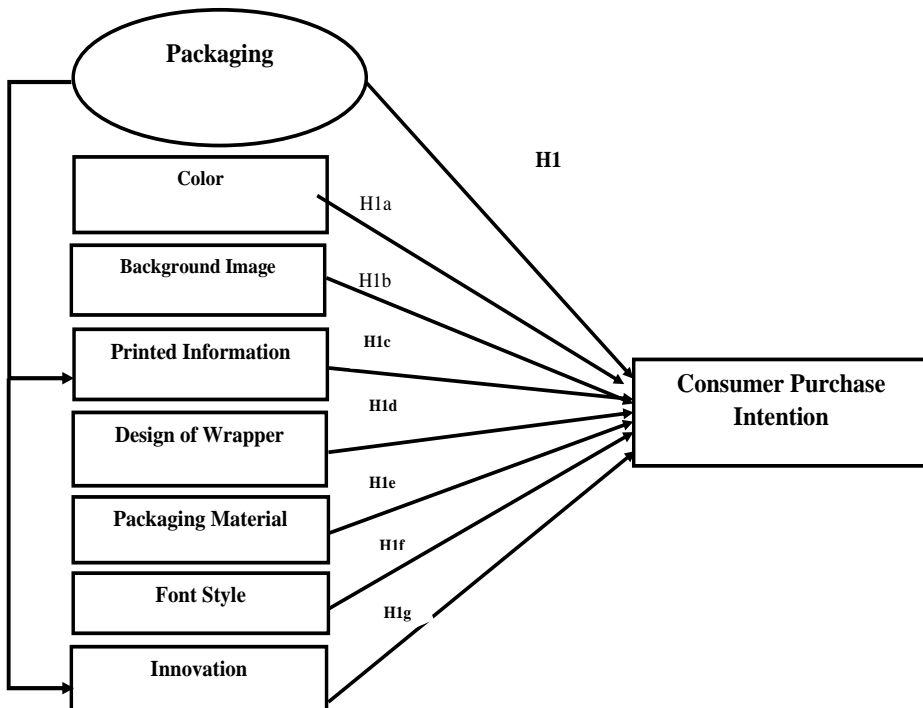 Packaging
H1
Color
H1a
Background Image
H1b
Printed Information
H1c
Consumer Purchase
Intention
H1d
Design of Wrapper
H1e
Packaging Material
H1f
Font Style
H1g
Innovation